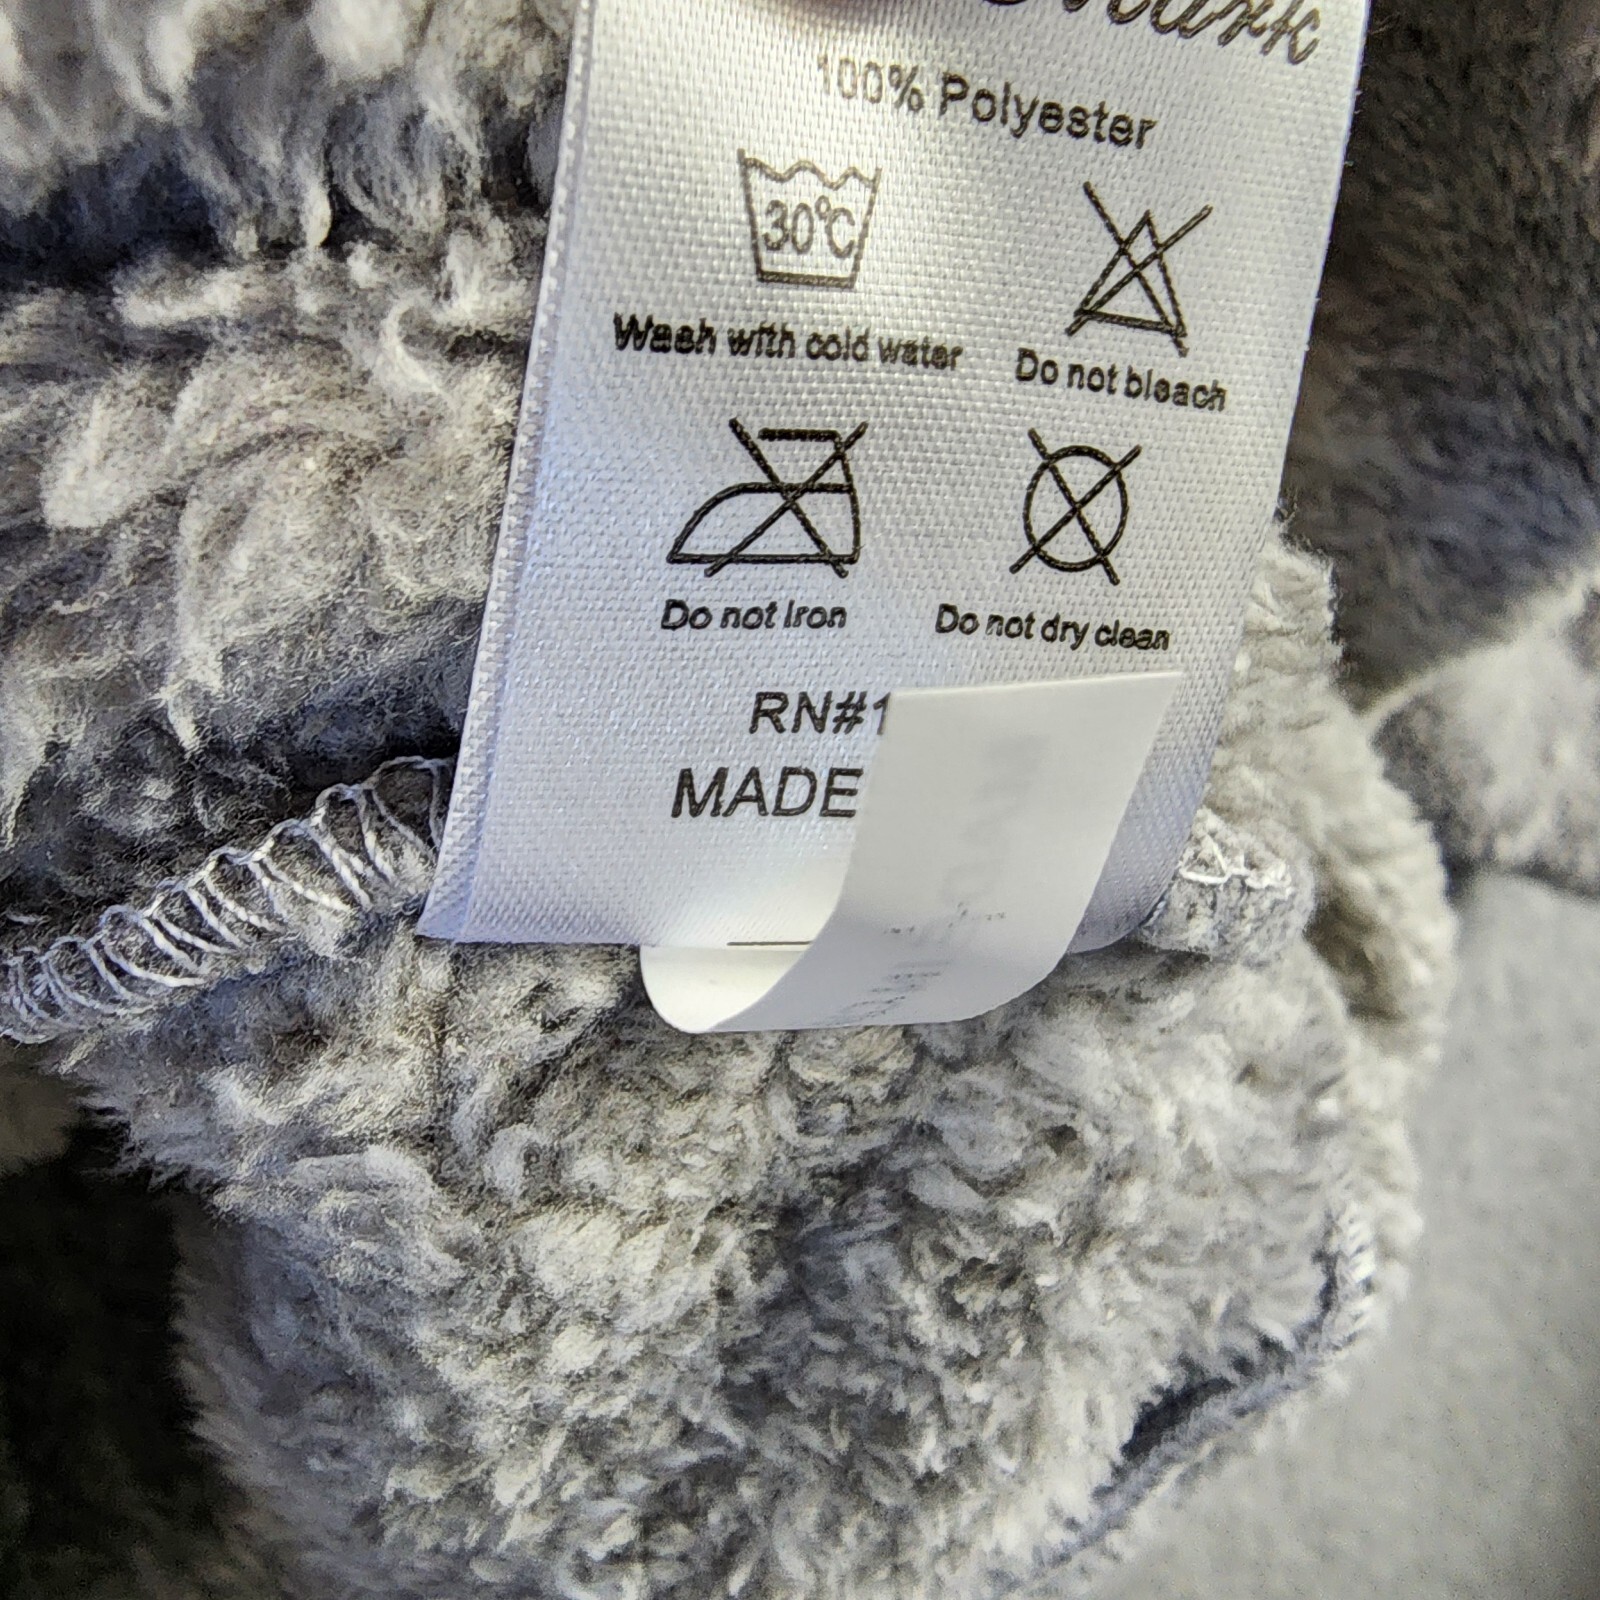 100% Polyester
30°C
Wash with cold water
Do not bleach
Do not Iron
Do not dry clean
RN#1
MADE